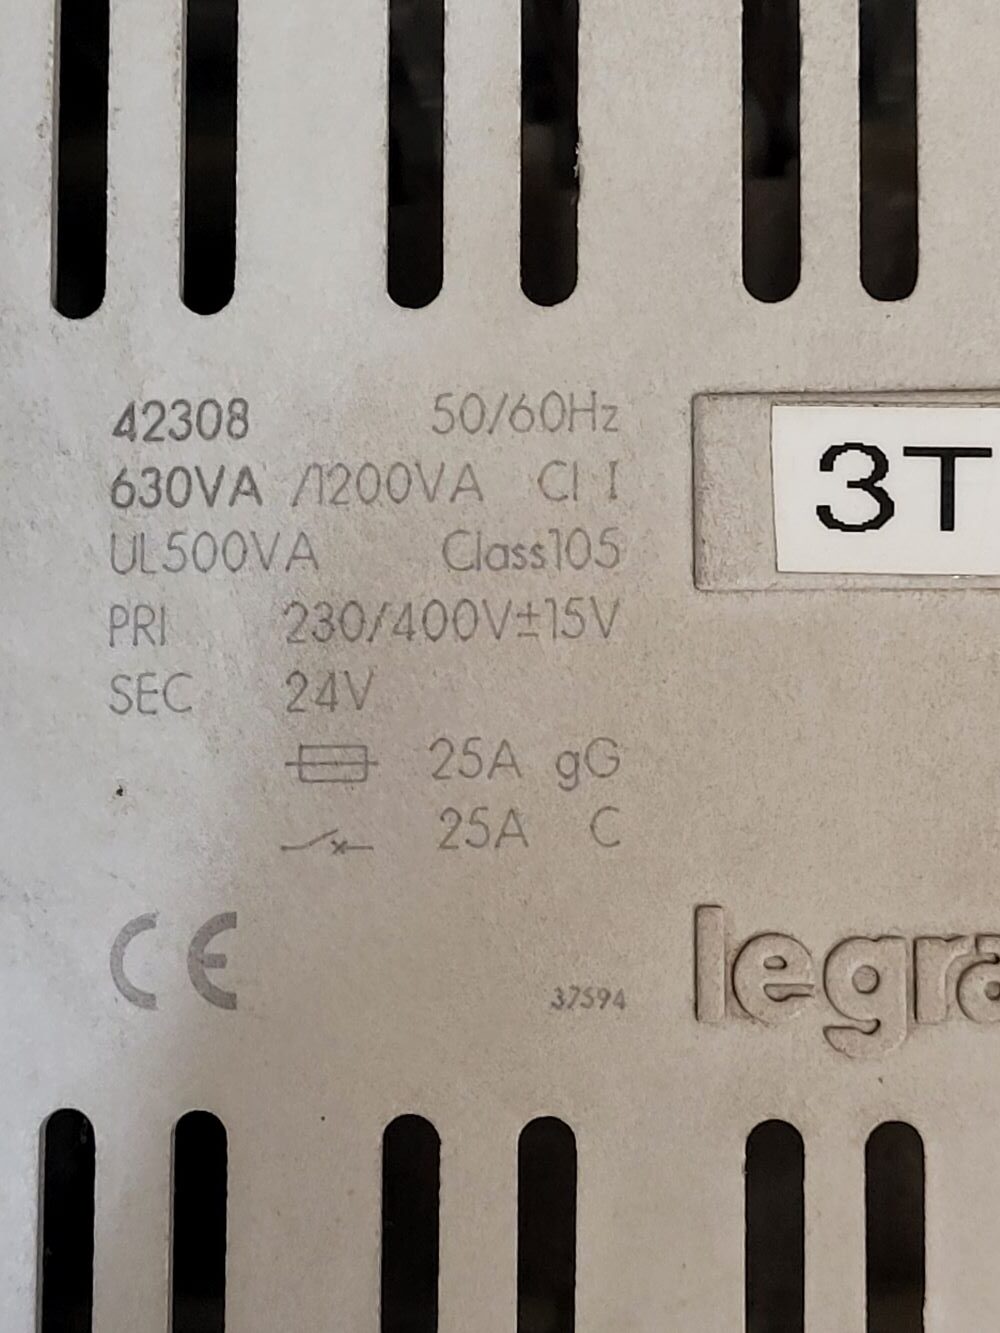 42308 50/60Hz
630VA /1200VA Cl I
UL500VA Class105
PRI 230/400V±15V
SEC 24V
25A gG
25A C
CE
37594
3T
legra